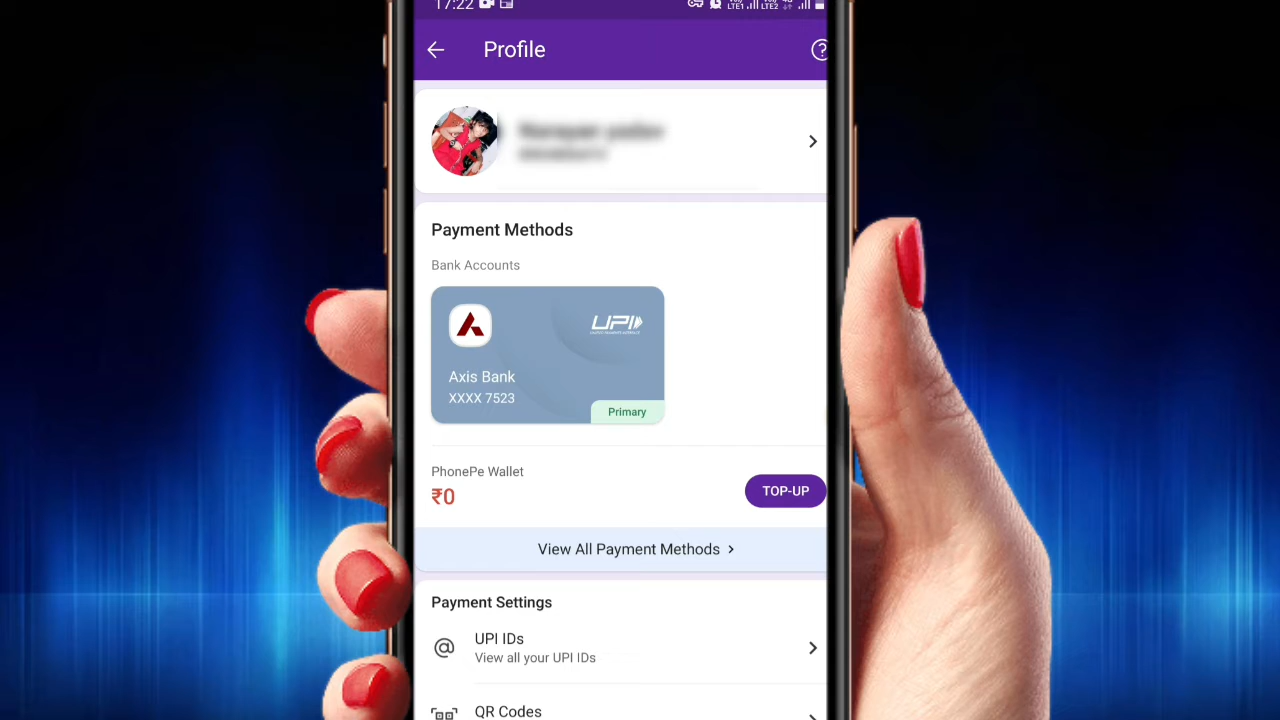 17:22
Profile
Payment Methods
Bank Accounts
UPI
Axis Bank
XXXX 7523
Primary
PhonePe Wallet
₹0
TOP-UP
View All Payment Methods
Payment Settings
@ UPI IDs
View all your UPI IDs
QR Codes